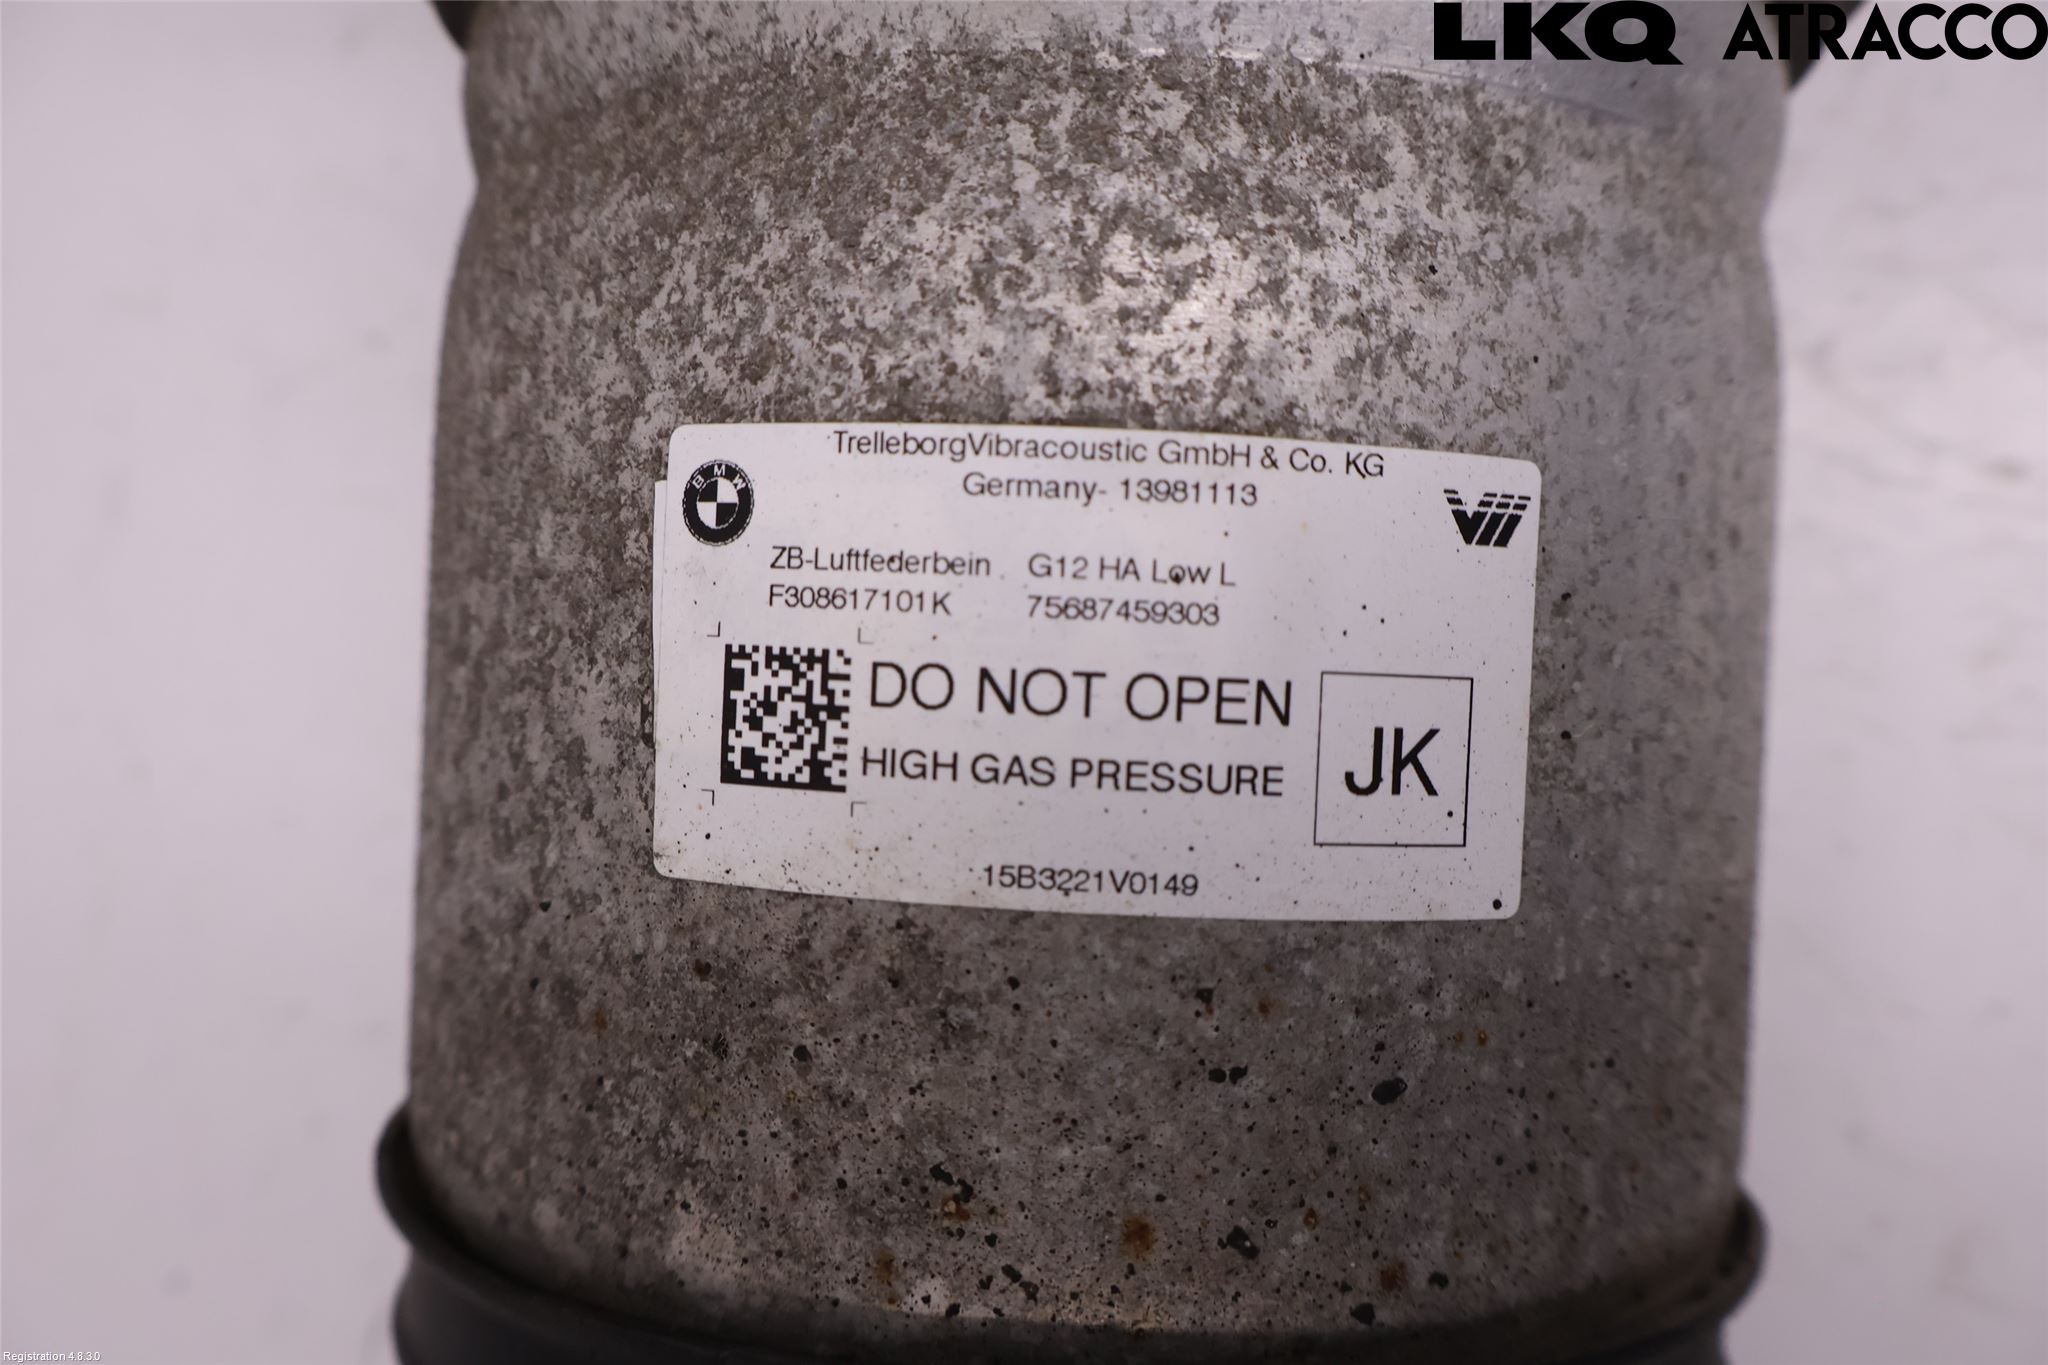 LKQ ATRACCO
TrelleborgVibracoustic GmbH & Co. KG
Germany- 13981113
BMW
ZB-Luftfederbein G12 HA Low L
F308617101K 75687459303
DO NOT OPEN
HIGH GAS PRESSURE
JK
15B3221V0149
Registration 4.8.3.0